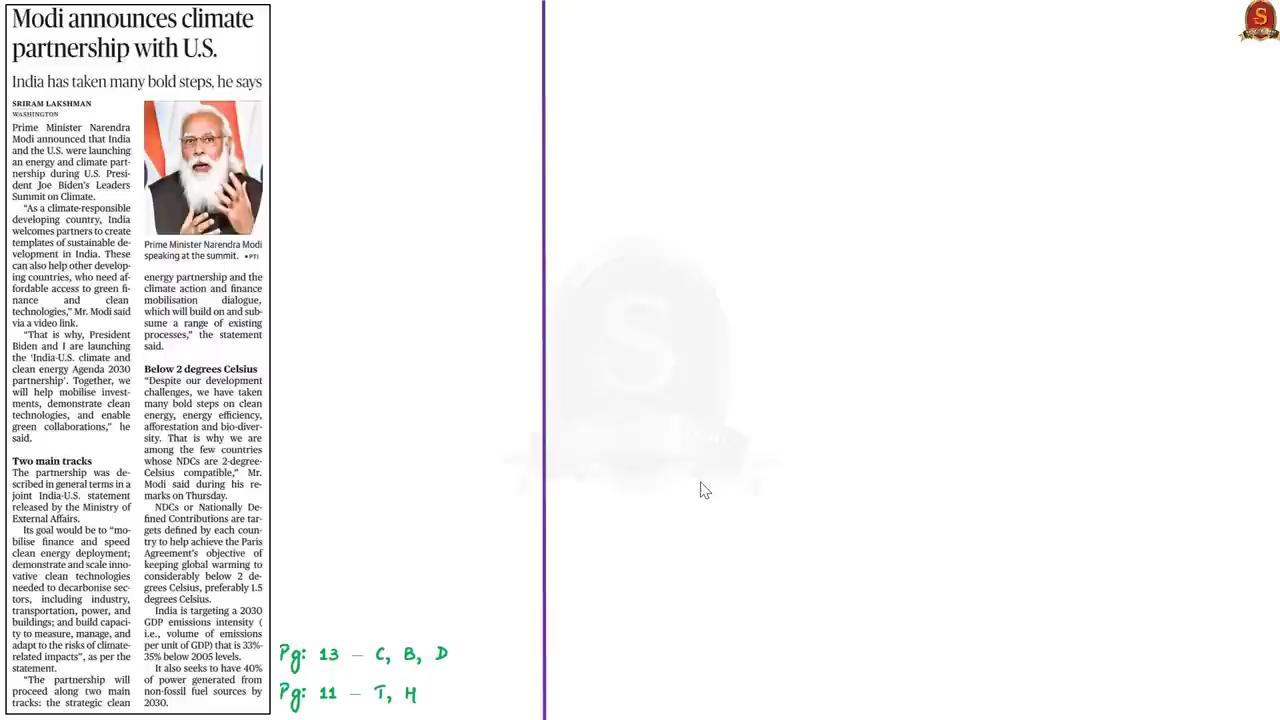 Modi announces climate
partnership with U.S.
India has taken many bold steps, he says
SRIRAM LAKSHMAN
WASHINGTON
Prime Minister Narendra
Modi announced that India
and the U.S. were launching
an energy and climate part-
nership during U.S. Presi-
dent Joe Biden's Leaders
Summit on Climate.
"As a climate-responsible
developing country, India
welcomes partners to create
templates of sustainable de-
velopment in India. These
can also help other develop-
ing countries, who need af-
fordable access to green fi-
nance and clean
technologies," Mr. Modi said
via a video link.
"That is why, President
Biden and I are launching
the 'India-U.S. climate and
clean energy Agenda 2030
partnership'. Together, we
will help mobilise invest-
ments, demonstrate clean
technologies, and enable
green collaborations," he
said.
Two main tracks
The partnership was de-
scribed in general terms in a
joint India-U.S. statement
released by the Ministry of
External Affairs.
Its goal would be to "mo-
bilise finance and speed
clean energy deployment;
demonstrate and scale inno-
vative clean technologies
needed to decarbonise sec-
tors, including industry,
transportation, power, and
buildings; and build capaci-
ty to measure, manage, and
adapt to the risks of climate-
related impacts", as per the
statement.
"The partnership will
proceed along two main
tracks: the strategic clean
Prime Minister Narendra Modi
speaking at the summit. • PTI
energy partnership and the
climate action and finance
mobilisation dialogue,
which will build on and sub-
sume a range of existing
processes," the statement
said.
Below 2 degrees Celsius
"Despite our development
challenges, we have taken
many bold steps on clean
energy, energy efficiency,
afforestation and bio-diver-
sity. That is why we are
among the few countries
whose NDCs are 2-degree-
Celsius compatible," Mr.
Modi said during his re-
marks on Thursday.
NDCs or Nationally De-
fined Contributions are tar-
gets defined by each coun-
try to help achieve the Paris
Agreement's objective of
keeping global warming to
considerably below 2 de-
grees Celsius, preferably 1.5
degrees Celsius.
India is targeting a 2030
GDP emissions intensity (
i.e., volume of emissions
per unit of GDP) that is 33%-
35% below 2005 levels.
It also seeks to have 40%
of power generated from
non-fossil fuel sources by
2030.
Pg: 13 – C, B, D
Pg: 11 – T, H
S
S